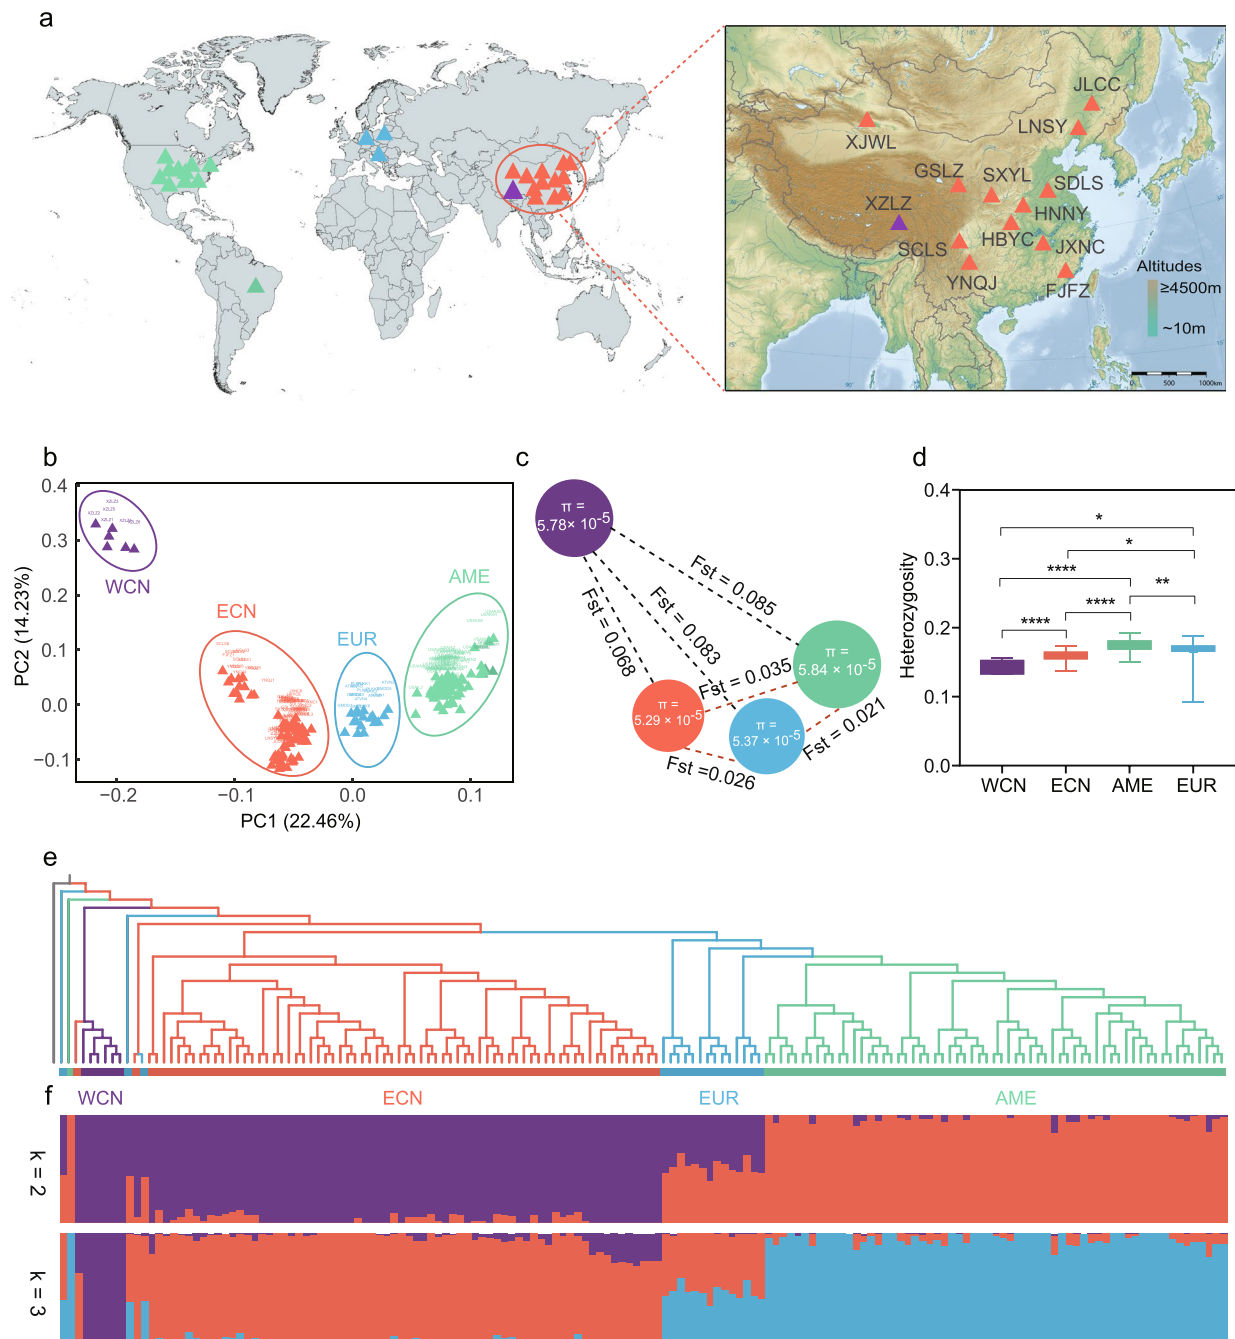 a
JLCC
LNSY
XJWL
GSLZ
SXYL
SDLS
XZLZ
HNNY
HBYC
SCLS
JXNC
YNQJ
FJFZ
Altitudes
≥4500m
~10m
0 500 1000km
b
0.4
0.3
0.2
0.1
0.0
−0.1
PC2 (14.23%)
−0.2
−0.1
0.0
0.1
PC1 (22.46%)
WCN
ECN
EUR
AME
c
π =
5.78× 10-5
Fst = 0.085
Fst = 0.083
Fst = 0.068
π =
5.84 × 10-5
Fst = 0.035
π =
5.29 × 10-5
π =
5.37 × 10-5
Fst = 0.021
Fst =0.026
d
0.4
0.3
0.2
0.1
0.0
Heterozygosity
*
*
****
**
****
****
WCN
ECN
AME
EUR
e
f
WCN
ECN
EUR
AME
k = 2
k = 3